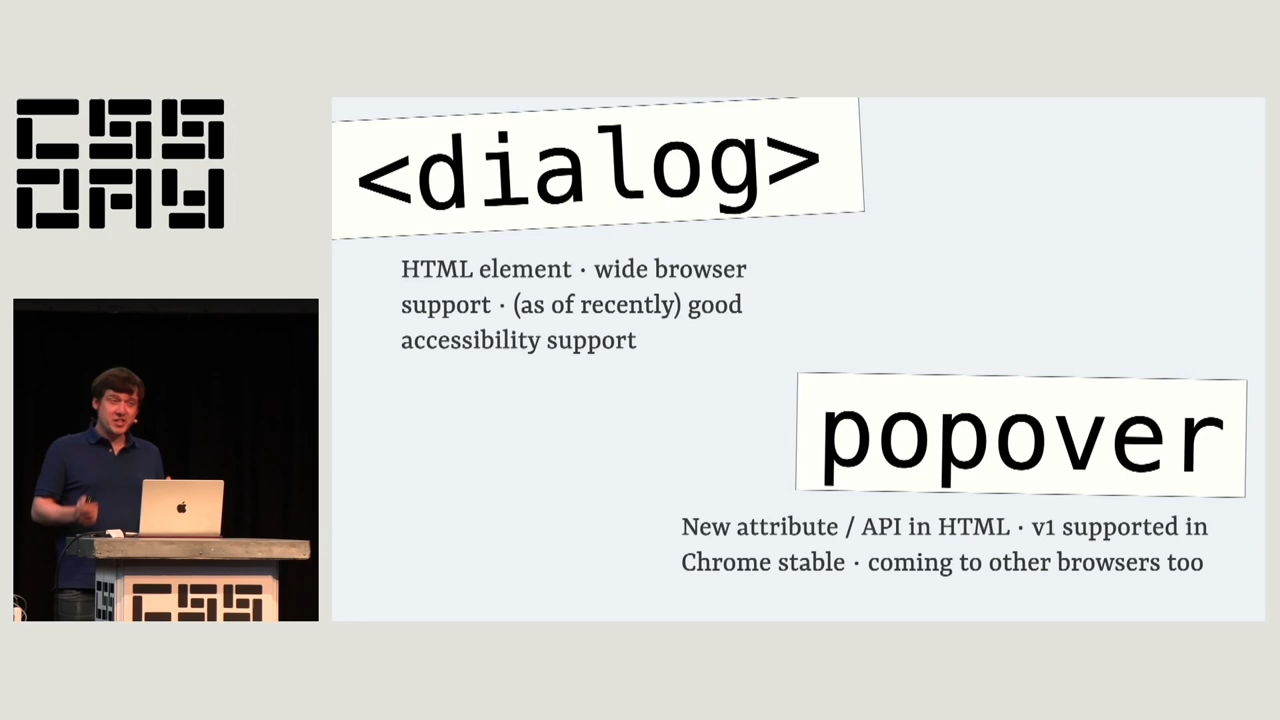 CSS
DAY
<dialog>
HTML element · wide browser
support · (as of recently) good
accessibility support
popover
New attribute / API in HTML · v1 supported in
Chrome stable · coming to other browsers too
CSS